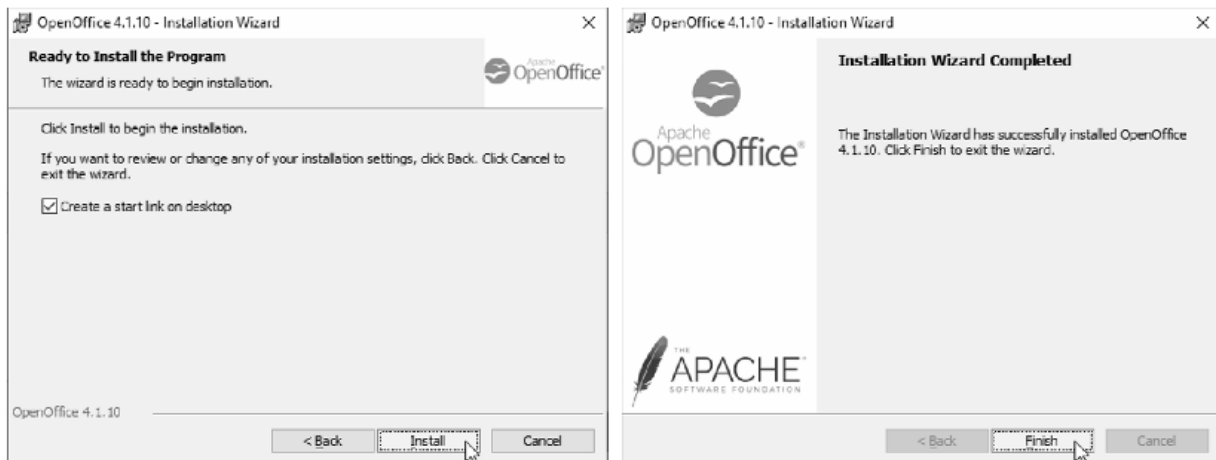 OpenOffice 4.1.10 - Installation Wizard
Ready to Install the Program
The wizard is ready to begin installation.
Apache
OpenOffice
Click Install to begin the installation.
If you want to review or change any of your installation settings, click Back. Click Cancel to
exit the wizard.
Create a start link on desktop
OpenOffice 4.1.10
< Back
Install
Cancel
OpenOffice 4.1.10 - Installation Wizard
Apache
OpenOffice®
Installation Wizard Completed
The Installation Wizard has successfully installed OpenOffice
4.1.10. Click Finish to exit the wizard.
THE
APACHE
SOFTWARE FOUNDATION
< Back
Finish
Cancel